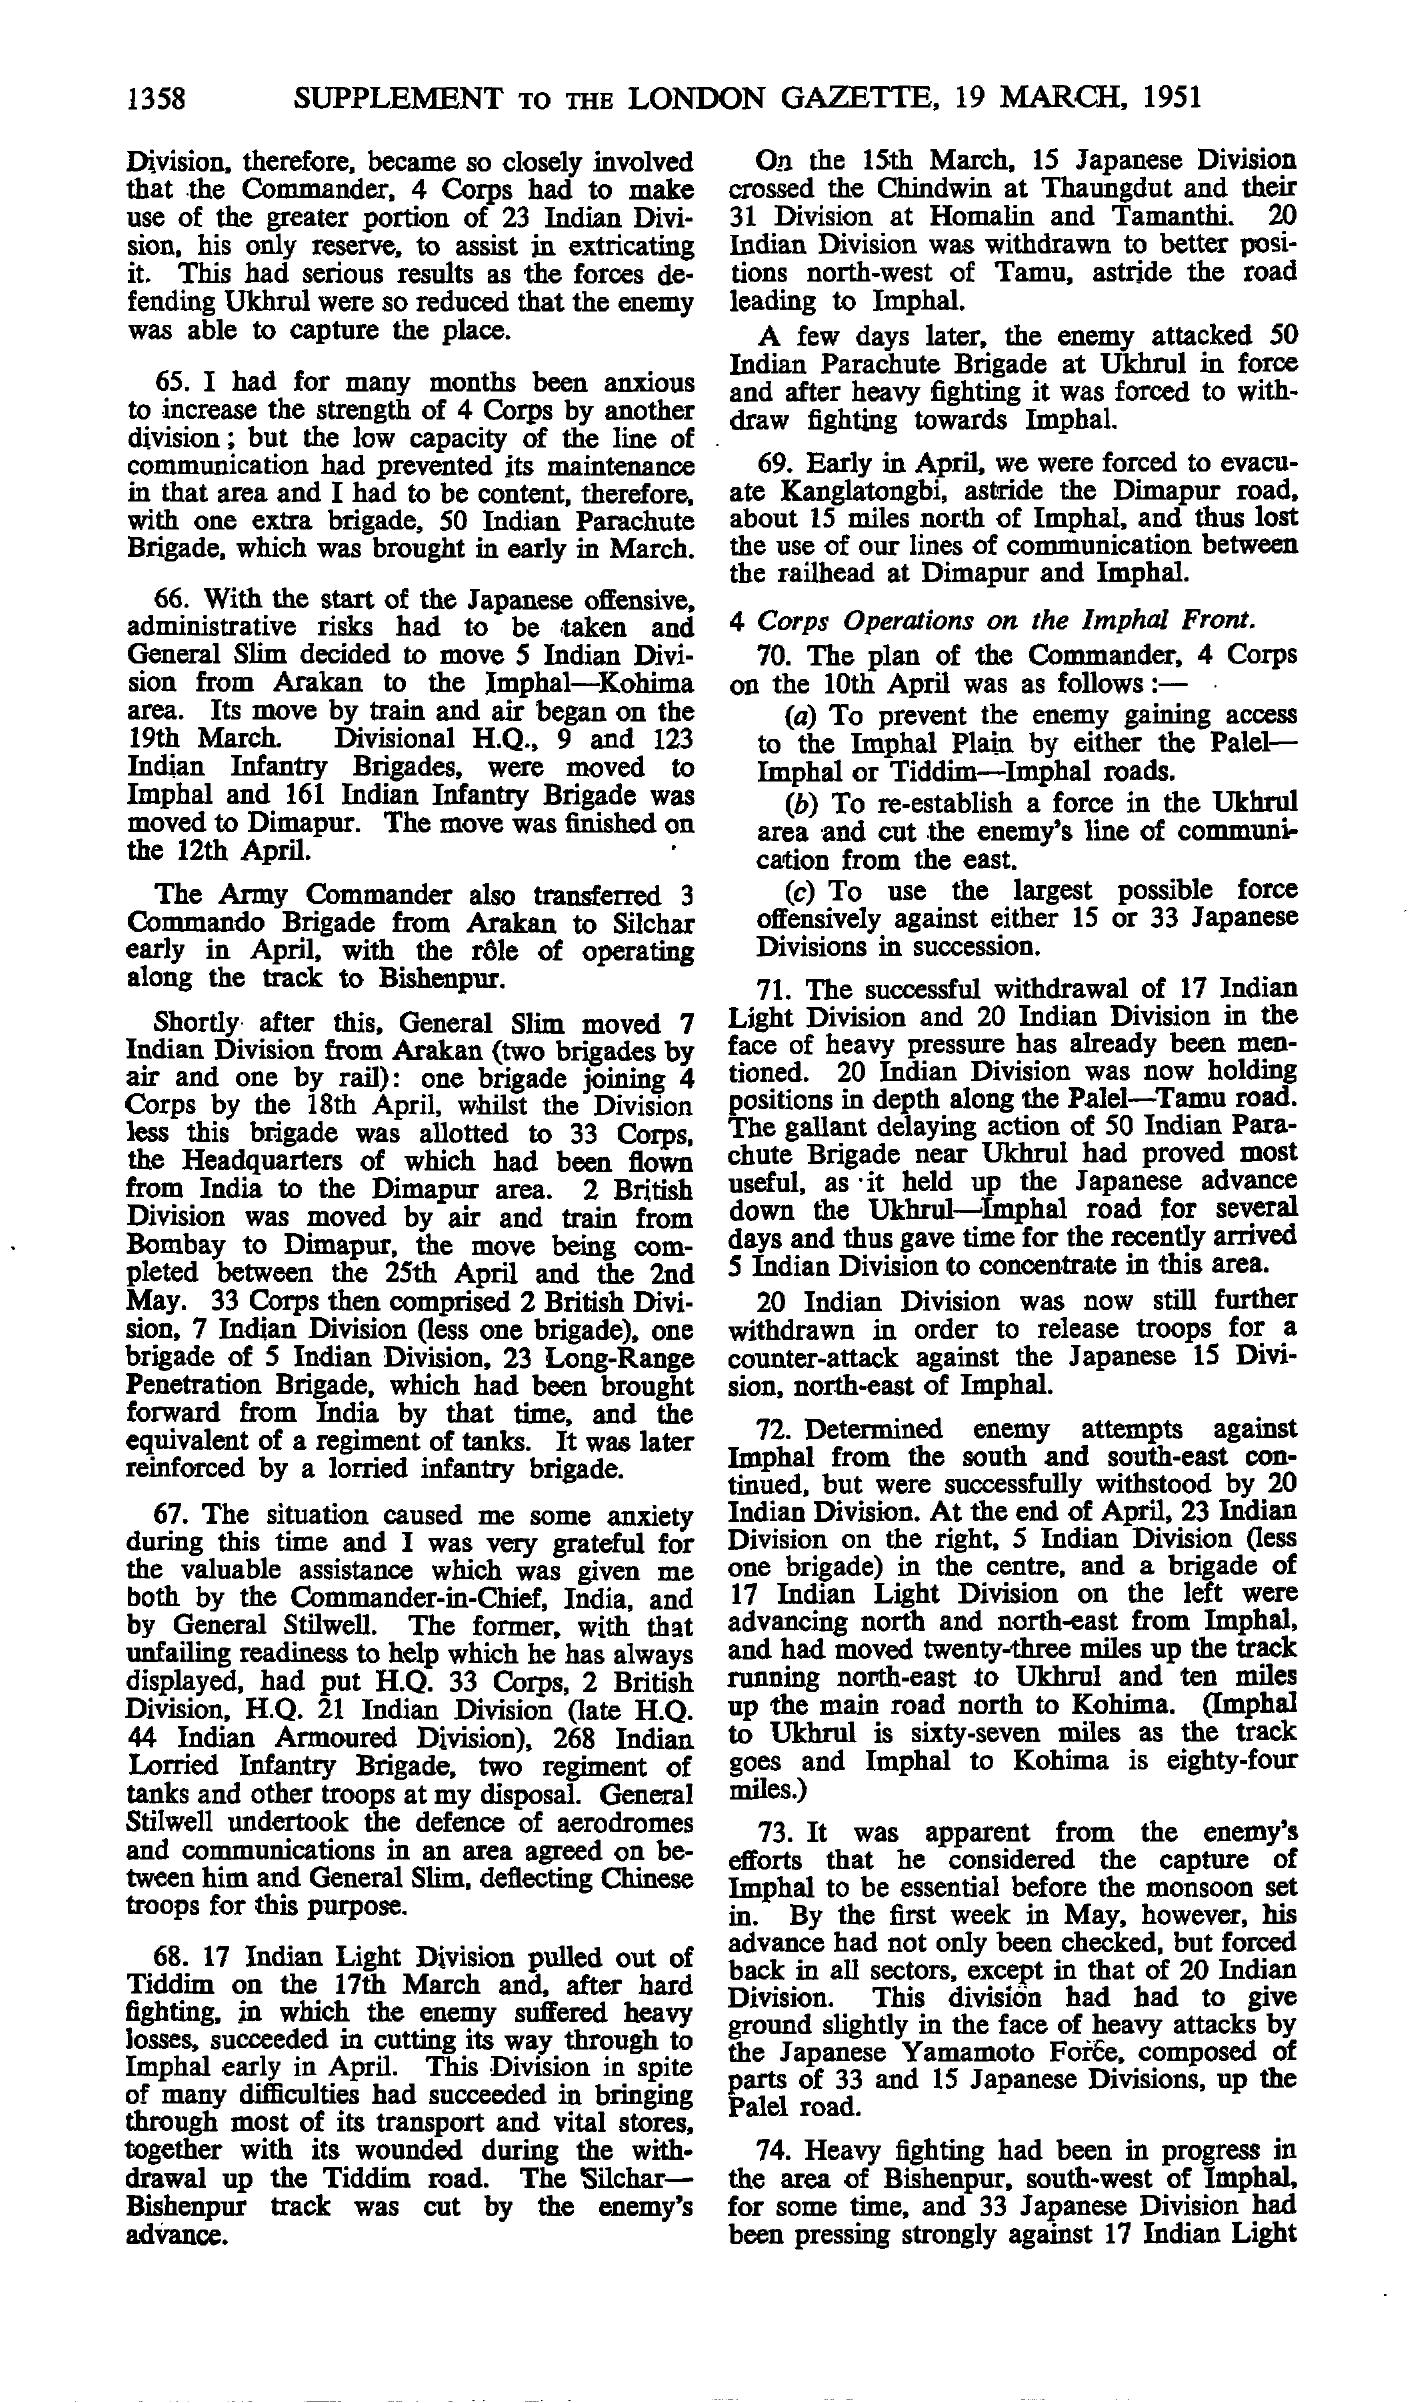 1358 SUPPLEMENT TO THE LONDON GAZETTE, 19 MARCH, 1951
Division, therefore, became so closely involved
that the Commander, 4 Corps had to make
use of the greater portion of 23 Indian Divi-
sion, his only reserve, to assist in extricating
it. This had serious results as the forces de-
fending Ukhrul were so reduced that the enemy
was able to capture the place.
65. I had for many months been anxious
to increase the strength of 4 Corps by another
division; but the low capacity of the line of
communication had prevented its maintenance
in that area and I had to be content, therefore,
with one extra brigade, 50 Indian Parachute
Brigade, which was brought in early in March.
66. With the start of the Japanese offensive,
administrative risks had to be taken and
General Slim decided to move 5 Indian Divi-
sion from Arakan to the Imphal—Kohima
area. Its move by train and air began on the
19th March. Divisional H.Q., 9 and 123
Indian Infantry Brigades, were moved to
Imphal and 161 Indian Infantry Brigade was
moved to Dimapur. The move was finished on
the 12th April.
The Army Commander also transferred 3
Commando Brigade from Arakan to Silchar
early in April, with the rôle of operating
along the track to Bishenpur.
Shortly after this, General Slim moved 7
Indian Division from Arakan (two brigades by
air and one by rail): one brigade joining 4
Corps by the 18th April, whilst the Division
less this brigade was allotted to 33 Corps,
the Headquarters of which had been flown
from India to the Dimapur area. 2 British
Division was moved by air and train from
Bombay to Dimapur, the move being com-
pleted between the 25th April and the 2nd
May. 33 Corps then comprised 2 British Divi-
sion, 7 Indian Division (less one brigade), one
brigade of 5 Indian Division, 23 Long-Range
Penetration Brigade, which had been brought
forward from India by that time, and the
equivalent of a regiment of tanks. It was later
reinforced by a lorried infantry brigade.
67. The situation caused me some anxiety
during this time and I was very grateful for
the valuable assistance which was given me
both by the Commander-in-Chief, India, and
by General Stilwell. The former, with that
unfailing readiness to help which he has always
displayed, had put H.Q. 33 Corps, 2 British
Division, H.Q. 21 Indian Division (late H.Q.
44 Indian Armoured Division), 268 Indian
Lorried Infantry Brigade, two regiment of
tanks and other troops at my disposal. General
Stilwell undertook the defence of aerodromes
and communications in an area agreed on be-
tween him and General Slim, deflecting Chinese
troops for this purpose.
68. 17 Indian Light Division pulled out of
Tiddim on the 17th March and, after hard
fighting, in which the enemy suffered heavy
losses, succeeded in cutting its way through to
Imphal early in April. This Division in spite
of many difficulties had succeeded in bringing
through most of its transport and vital stores,
together with its wounded during the with-
drawal up the Tiddim road. The Silchar—
Bishenpur track was cut by the enemy's
advance.
On the 15th March, 15 Japanese Division
crossed the Chindwin at Thaungdut and their
31 Division at Homalin and Tamanthi. 20
Indian Division was withdrawn to better posi-
tions north-west of Tamu, astride the road
leading to Imphal.
A few days later, the enemy attacked 50
Indian Parachute Brigade at Ukhrul in force
and after heavy fighting it was forced to with-
draw fighting towards Imphal.
69. Early in April, we were forced to evacu-
ate Kanglatongbi, astride the Dimapur road,
about 15 miles north of Imphal, and thus lost
the use of our lines of communication between
the railhead at Dimapur and Imphal.
4 Corps Operations on the Imphal Front.
70. The plan of the Commander, 4 Corps
on the 10th April was as follows:—
(a) To prevent the enemy gaining access
to the Imphal Plain by either the Palel—
Imphal or Tiddim—Imphal roads.
(b) To re-establish a force in the Ukhrul
area and cut the enemy's line of communi-
cation from the east.
(c) To use the largest possible force
offensively against either 15 or 33 Japanese
Divisions in succession.
71. The successful withdrawal of 17 Indian
Light Division and 20 Indian Division in the
face of heavy pressure has already been men-
tioned. 20 Indian Division was now holding
positions in depth along the Palel—Tamu road.
The gallant delaying action of 50 Indian Para-
chute Brigade near Ukhrul had proved most
useful, as it held up the Japanese advance
down the Ukhrul—Imphal road for several
days and thus gave time for the recently arrived
5 Indian Division to concentrate in this area.
20 Indian Division was now still further
withdrawn in order to release troops for a
counter-attack against the Japanese 15 Divi-
sion, north-east of Imphal.
72. Determined enemy attempts against
Imphal from the south and south-east con-
tinued, but were successfully withstood by 20
Indian Division. At the end of April, 23 Indian
Division on the right, 5 Indian Division (less
one brigade) in the centre, and a brigade of
17 Indian Light Division on the left were
advancing north and north-east from Imphal,
and had moved twenty-three miles up the track
running north-east to Ukhrul and ten miles
up the main road north to Kohima. (Imphal
to Ukhrul is sixty-seven miles as the track
goes and Imphal to Kohima is eighty-four
miles.)
73. It was apparent from the enemy's
efforts that he considered the capture of
Imphal to be essential before the monsoon set
in. By the first week in May, however, his
advance had not only been checked, but forced
back in all sectors, except in that of 20 Indian
Division. This division had had to give
ground slightly in the face of heavy attacks by
the Japanese Yamamoto Force, composed of
parts of 33 and 15 Japanese Divisions, up the
Palel road.
74. Heavy fighting had been in progress in
the area of Bishenpur, south-west of Imphal,
for some time, and 33 Japanese Division had
been pressing strongly against 17 Indian Light